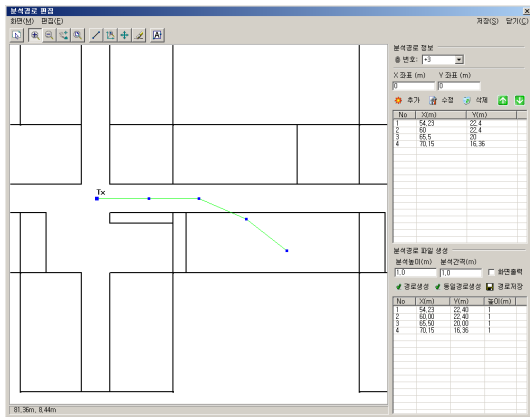 분석경로 편집
화면(M) 편집(E) 저장(S) 닫기(C)
분석경로 정보
층 번호: +3
X 좌표 (m) Y 좌표 (m)
0 0
추가 수정 삭제
No X(m) Y(m)
1 54,23 22,4
2 60 22,4
3 65,5 20
4 70,15 16,36
Tx
분석경로 파일 생성
분석높이(m) 분석간격(m)
1,0 1,0 화면출력
경로생성 동일경로생성 경로저장
No X(m) Y(m) 높이(m)
1 54,23 22,40 1
2 60,00 22,40 1
3 65,50 20,00 1
4 70,15 16,36 1
81,36m, 8,44m